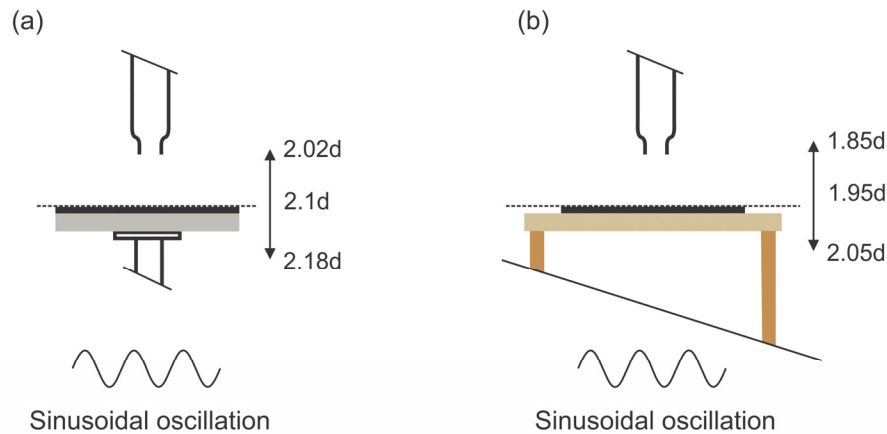 (a)
2.02d
2.1d
2.18d
Sinusoidal oscillation
(b)
1.85d
1.95d
2.05d
Sinusoidal oscillation